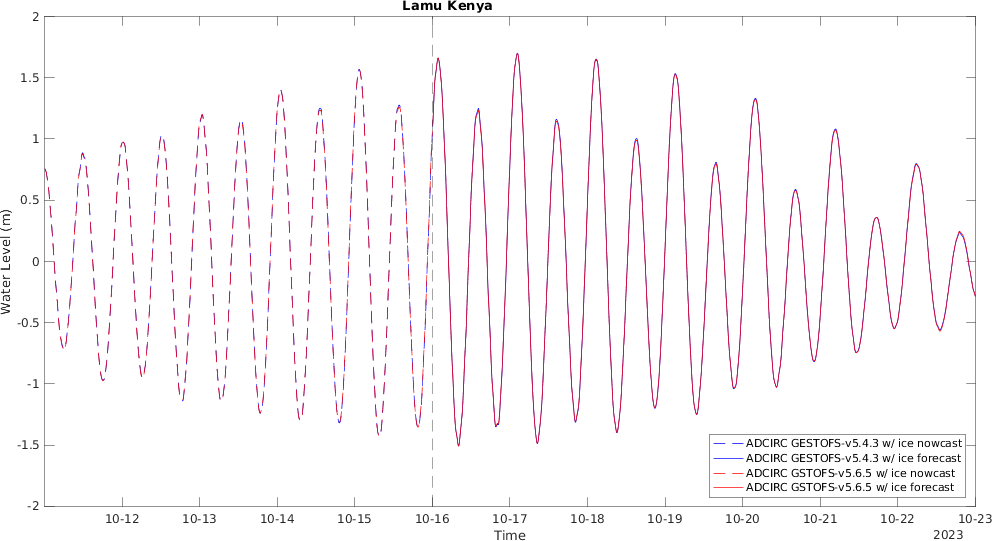 Lamu Kenya
2
1.5
1
0.5
0
-0.5
-1
-1.5
-2
Water Level (m)
10-12 10-13 10-14 10-15 10-16 10-17 10-18 10-19 10-20 10-21 10-22 10-23
Time
2023
ADCIRC GESTOFS-v5.4.3 w/ ice nowcast
ADCIRC GESTOFS-v5.4.3 w/ ice forecast
ADCIRC GSTOFS-v5.6.5 w/ ice nowcast
ADCIRC GSTOFS-v5.6.5 w/ ice forecast